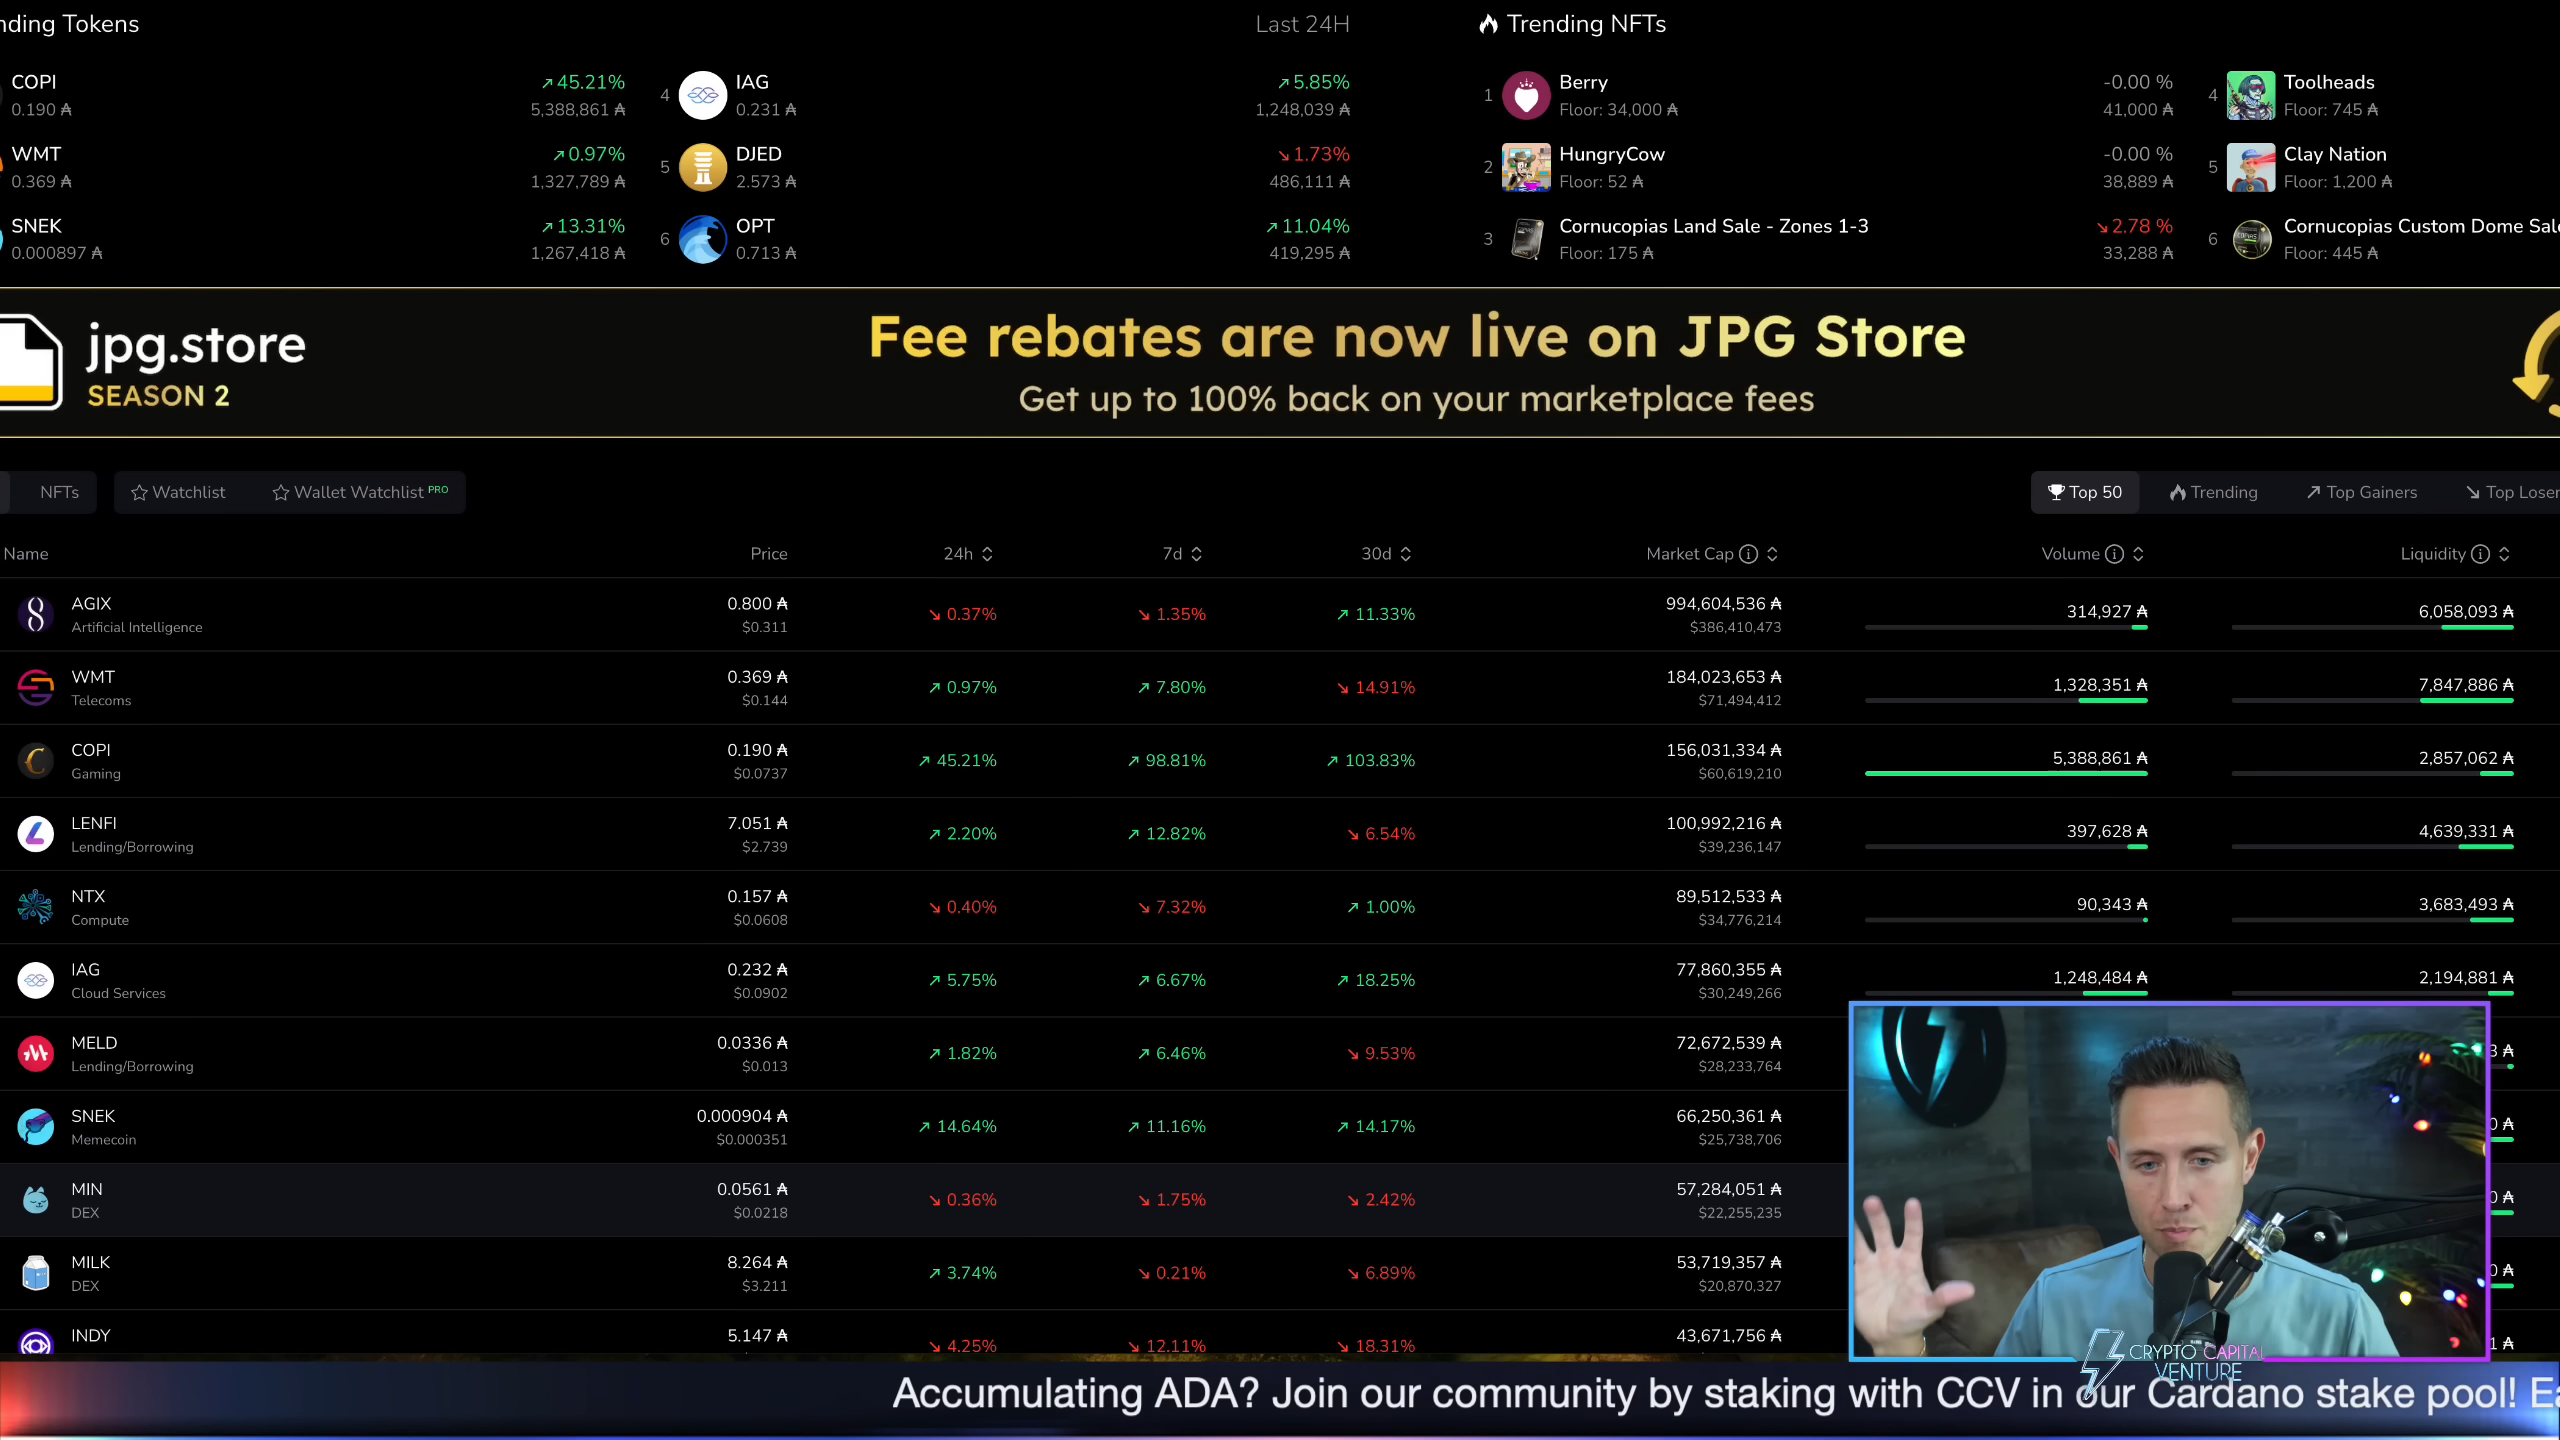 nding Tokens
Last 24H
COPI
0.190 ₳
↗45.21%
5,388,861 ₳
4
IAG
0.231 ₳
↗5.85%
1,248,039 ₳
WMT
0.369 ₳
↗0.97%
1,327,789 ₳
5
DJED
2.573 ₳
↘1.73%
486,111 ₳
SNEK
0.000897 ₳
↗13.31%
1,267,418 ₳
6
OPT
0.713 ₳
↗11.04%
419,295 ₳
Trending NFTs
1
Berry
Floor: 34,000 ₳
-0.00 %
41,000 ₳
4
Toolheads
Floor: 745 ₳
2
HungryCow
Floor: 52 ₳
-0.00 %
38,889 ₳
5
Clay Nation
Floor: 1,200 ₳
3
Cornucopias Land Sale - Zones 1-3
Floor: 175 ₳
↘2.78 %
33,288 ₳
6
Cornucopias Custom Dome Sal
Floor: 445 ₳
jpg.store
SEASON 2
Fee rebates are now live on JPG Store
Get up to 100% back on your marketplace fees
NFTs
Watchlist
Wallet Watchlist PRO
Top 50
Trending
Top Gainers
Top Loser
Name Price 24h 7d 30d Market Cap Volume Liquidity
AGIX 0.800 ₳ ↘ 0.37% ↘ 1.35% ↗ 11.33% 994,604,536 ₳ 314,927 ₳ 6,058,093 ₳
Artificial Intelligence $0.311 $386,410,473
WMT 0.369 ₳ ↗ 0.97% ↗ 7.80% ↘ 14.91% 184,023,653 ₳ 1,328,351 ₳ 7,847,886 ₳
Telecoms $0.144 $71,494,412
COPI 0.190 ₳ ↗ 45.21% ↗ 98.81% ↗ 103.83% 156,031,334 ₳ 5,388,861 ₳ 2,857,062 ₳
Gaming $0.0737 $60,619,210
LENFI 7.051 ₳ ↗ 2.20% ↗ 12.82% ↘ 6.54% 100,992,216 ₳ 397,628 ₳ 4,639,331 ₳
Lending/Borrowing $2.739 $39,236,147
NTX 0.157 ₳ ↘ 0.40% ↘ 7.32% ↗ 1.00% 89,512,533 ₳ 90,343 ₳ 3,683,493 ₳
Compute $0.0608 $34,776,214
IAG 0.232 ₳ ↗ 5.75% ↗ 6.67% ↗ 18.25% 77,860,355 ₳ 1,248,484 ₳ 2,194,881 ₳
Cloud Services $0.0902 $30,249,266
MELD 0.0336 ₳ ↗ 1.82% ↗ 6.46% ↘ 9.53% 72,672,539 ₳ 3 ₳
Lending/Borrowing $0.013 $28,233,764
SNEK 0.000904 ₳ ↗ 14.64% ↗ 11.16% ↗ 14.17% 66,250,361 ₳ 0 ₳
Memecoin $0.000351 $25,738,706
MIN 0.0561 ₳ ↘ 0.36% ↘ 1.75% ↘ 2.42% 57,284,051 ₳ 0 ₳
DEX $0.0218 $22,255,235
MILK 8.264 ₳ ↗ 3.74% ↘ 0.21% ↘ 6.89% 53,719,357 ₳ 0 ₳
DEX $3.211 $20,870,327
INDY 5.147 ₳ ↘ 4.25% ↘ 12.11% ↘ 18.31% 43,671,756 ₳ 1 ₳
CRYPTO CAPITAL
VENTURE
Accumulating ADA? Join our community by staking with CCV in our Cardano stake pool! Ea